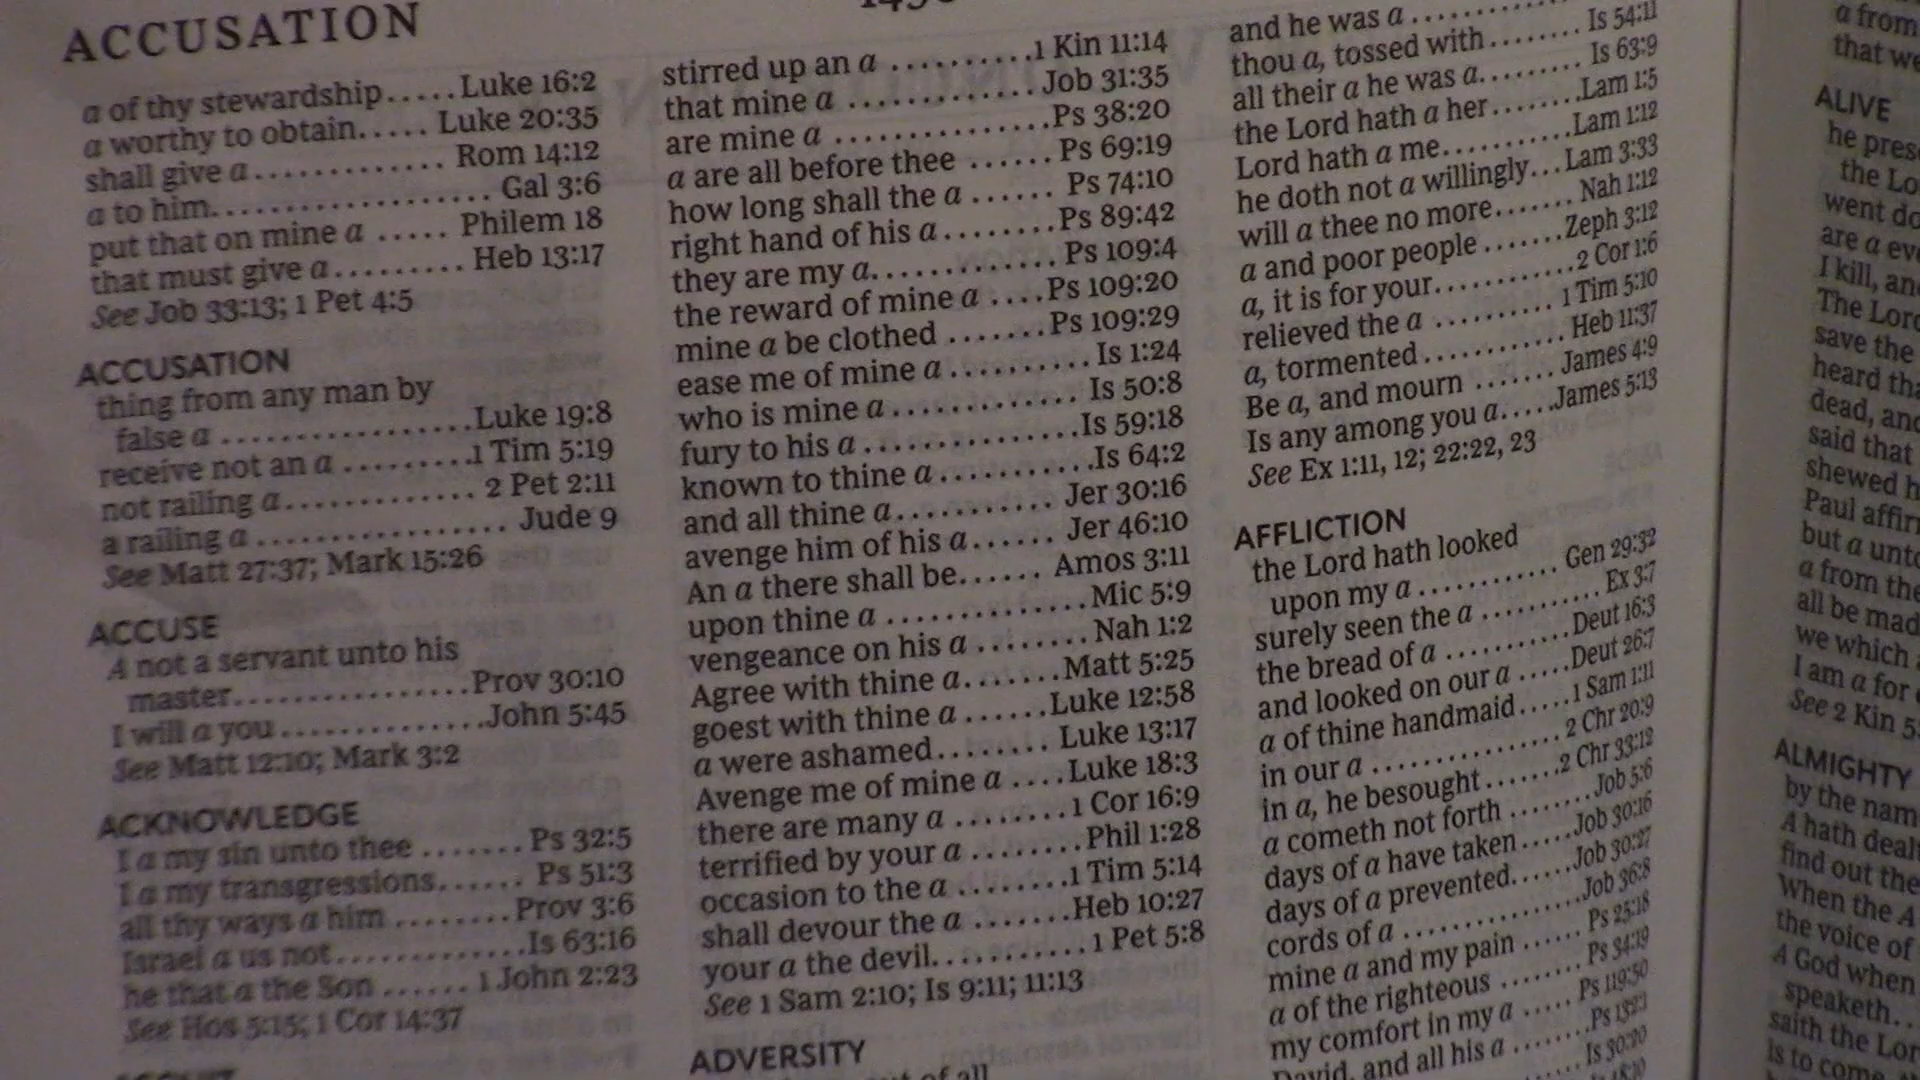 ACCUSATION
a of thy stewardship.....Luke 16:2
a worthy to obtain..... Luke 20:35
shall give a............. Rom 14:12
a to him.................... Gal 3:6
put that on mine a ..... Philem 18
that must give a......... Heb 13:17
See Job 33:13; 1 Pet 4:5
ACCUSATION
thing from any man by
false a ..................Luke 19:8
receive not an a .........1 Tim 5:19
not railing a............. 2 Pet 2:11
a railing a ................. Jude 9
See Matt 27:37; Mark 15:26
ACCUSE
A not a servant unto his
master.................Prov 30:10
I will a you..............John 5:45
See Matt 12:10; Mark 3:2
ACKNOWLEDGE
I a my sin unto thee .......Ps 32:5
I a my transgressions...... Ps 51:3
all thy ways a him ........Prov 3:6
Israel a us not.............Is 63:16
he that a the Son ...... 1 John 2:23
See Hos 5:15; 1 Cor 14:37
stirred up an a ..........1 Kin 11:14
that mine a .............Job 31:35
are mine a ...............Ps 38:20
a are all before thee ......Ps 69:19
how long shall the a ...... Ps 74:10
right hand of his a........Ps 89:42
they are my a............. Ps 109:4
the reward of mine a ....Ps 109:20
mine a be clothed .......Ps 109:29
ease me of mine a ..........Is 1:24
who is mine a ............. Is 50:8
fury to his a ...............Is 59:18
known to thine a...........Is 64:2
and all thine a........... Jer 30:16
avenge him of his a...... Jer 46:10
An a there shall be...... Amos 3:11
upon thine a ..............Mic 5:9
vengeance on his a ........Nah 1:2
Agree with thine a.......Matt 5:25
goest with thine a ......Luke 12:58
a were ashamed........ Luke 13:17
Avenge me of mine a ....Luke 18:3
there are many a ........1 Cor 16:9
terrified by your a ........Phil 1:28
occasion to the a ........1 Tim 5:14
shall devour the a .......Heb 10:27
your a the devil...........1 Pet 5:8
See 1 Sam 2:10; Is 9:11; 11:13
ADVERSITY
of all
and he was a ..........
thou a, tossed with ........ Is 54:11
all their a he was a......... Is 63:9
the Lord hath a her........Lam 1:5
Lord hath a me..........Lam 1:12
he doth not a willingly...Lam 3:33
will a thee no more....... Nah 1:12
a and poor people .......Zeph 3:12
a, it is for your...........2 Cor 1:6
relieved the a .......... 1 Tim 5:10
a, tormented ............Heb 11:37
Be a, and mourn ....... James 4:9
Is any among you a.....James 5:13
See Ex 1:11, 12; 22:22, 23
AFFLICTION
the Lord hath looked
upon my a ........... Gen 29:32
surely seen the a .......... Ex 3:7
the bread of a ..........Deut 16:3
and looked on our a .....Deut 26:7
a of thine handmaid.....1 Sam 1:11
in our a ................2 Chr 20:9
in a, he besought .......2 Chr 33:12
a cometh not forth ........Job 5:6
days of a have taken .....Job 30:16
days of a prevented......Job 30:27
cords of a ..............Job 36:8
mine a and my pain ......Ps 25:18
a of the righteous ........Ps 34:19
my comfort in my a .....Ps 119:50
David, and all his a .......Ps 132:1
Is 30:20
a from
that we
ALIVE
he pres
the Lo
went do
are a eve
I kill, and
The Lord
save the
heard tha
dead, and
said that
shewed h
Paul affir
but a unto
a from the
all be mad
we which
I am a for
See 2 Kin 5:
ALMIGHTY
by the nam
A hath dealt
find out the
When the A
the voice of
A God when
speaketh..
saith the Lor
is to come